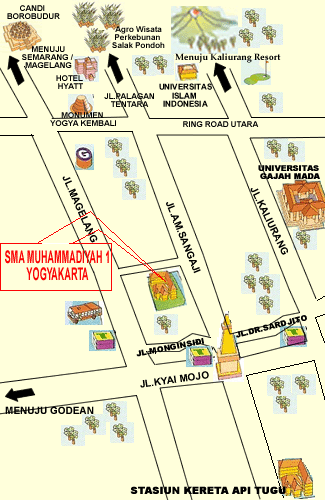 CANDI
BOROBUDUR
Agro Wisata
Perkebunan
Salak Pondoh
MENUJU
SEMARANG /
MAGELANG
Menuju Kaliurang Resort
HOTEL
HYATT
UNIVERSITAS
ISLAM
INDONESIA
JL.PALAGAN
TENTARA
MONUMEN
YOGYA KEMBALI
RING ROAD UTARA
G
UNIVERSITAS
GAJAH MADA
JL.MAGELANG
JL.A.M.SANGAJI
JL.KALIURANG
SMA MUHAMMADIYAH 1
YOGYAKARTA
JL.MONGINSIDI
JL.DR.SARDJITO
JL.KYAI MOJO
MENUJU GODEAN
STASIUN KERETA API TUGU